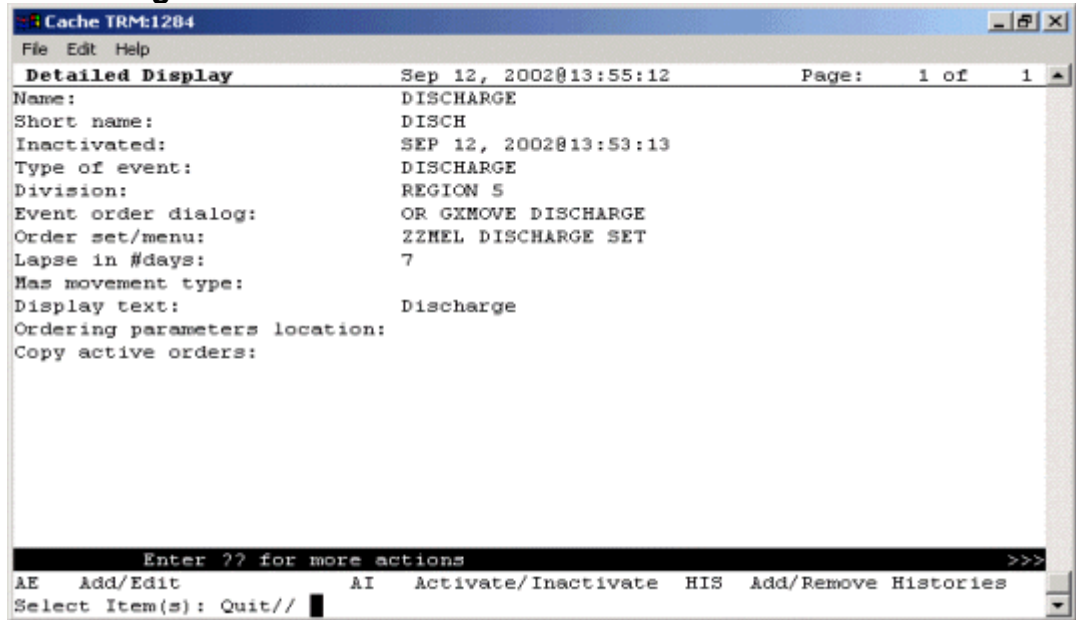 Cache TRM:1284
File Edit Help
Detailed Display Sep 12, 2002@13:55:12 Page: 1 of 1
Name: DISCHARGE
Short name: DISCH
Inactivated: SEP 12, 2002@13:53:13
Type of event: DISCHARGE
Division: REGION 5
Event order dialog: OR GXMOVE DISCHARGE
Order set/menu: ZZMEL DISCHARGE SET
Lapse in #days: 7
Mas movement type:
Display text: Discharge
Ordering parameters location:
Copy active orders:
Enter ?? for more actions >>>
AE Add/Edit AI Activate/Inactivate HIS Add/Remove Histories
Select Item(s): Quit//